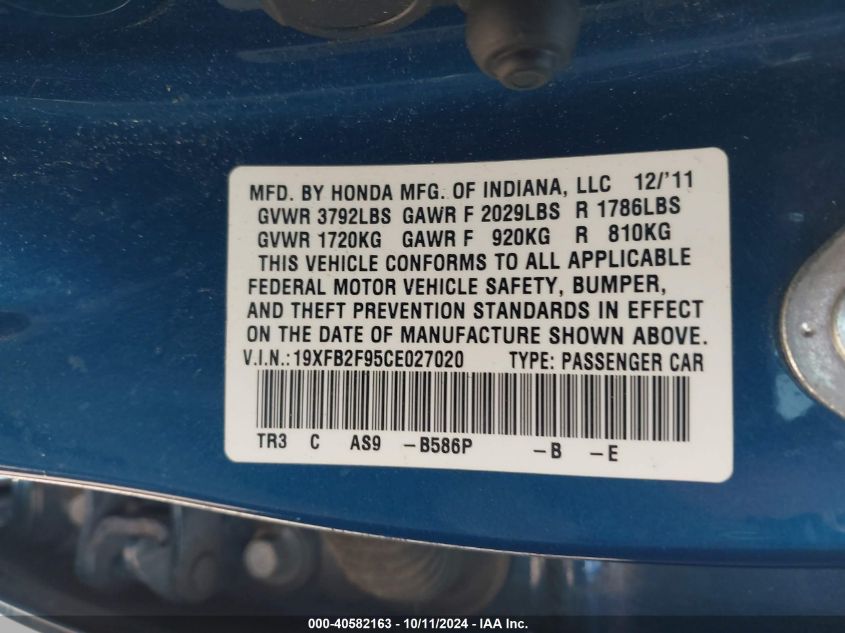 MFD. BY HONDA MFG. OF INDIANA, LLC 12/'11
GVWR 3792LBS GAWR F 2029LBS R 1786LBS
GVWR 1720KG GAWR F 920KG R 810KG
THIS VEHICLE CONFORMS TO ALL APPLICABLE
FEDERAL MOTOR VEHICLE SAFETY, BUMPER,
AND THEFT PREVENTION STANDARDS IN EFFECT
ON THE DATE OF MANUFACTURE SHOWN ABOVE.
V.I.N.:19XFB2F95CE027020 TYPE: PASSENGER CAR
TR3 C AS9 -B586P -B -E
000-40582163 - 10/11/2024 - IAAI Inc.